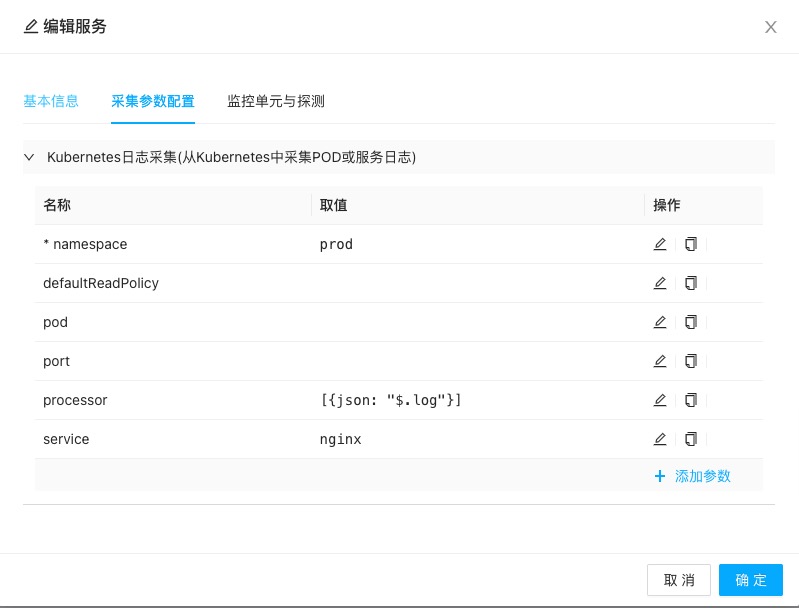 编辑服务
基本信息 采集参数配置 监控单元与探测
Kubernetes日志采集(从Kubernetes中采集POD或服务日志)
名称 取值 操作
* namespace prod
defaultReadPolicy
pod
port
processor [{json: "$.log"}]
service nginx
+ 添加参数
取 消 确 定